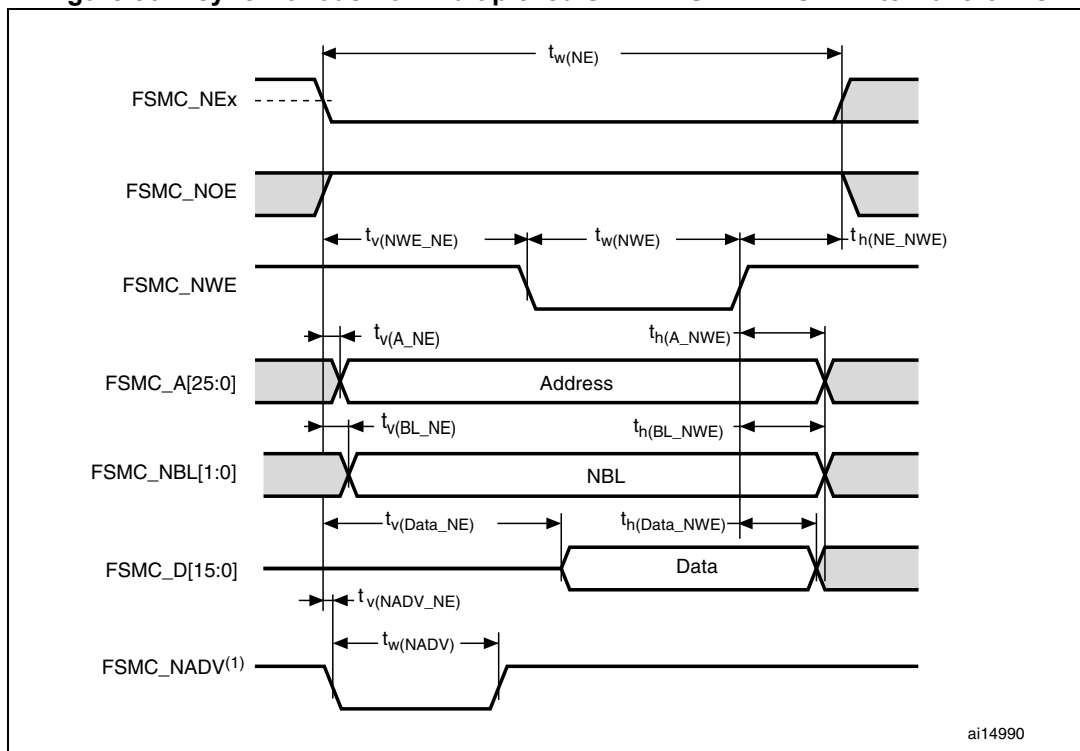 t_w(NE)
FSMC_NEx
FSMC_NOE
t_v(NWE_NE)
t_w(NWE)
t_h(NE_NWE)
FSMC_NWE
t_v(A_NE)
t_h(A_NWE)
FSMC_A[25:0]
Address
t_v(BL_NE)
t_h(BL_NWE)
FSMC_NBL[1:0]
NBL
t_v(Data_NE)
t_h(Data_NWE)
FSMC_D[15:0]
Data
t_v(NADV_NE)
t_w(NADV)
FSMC_NADV(1)
ai14990